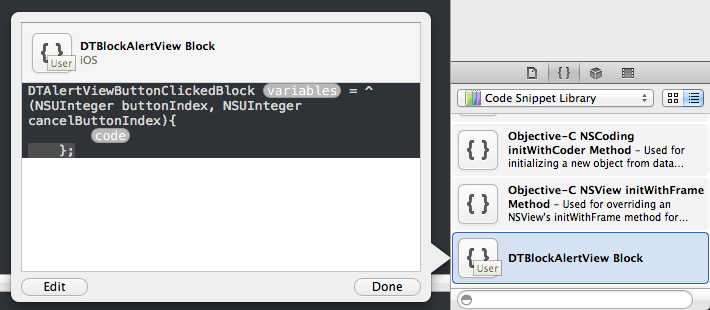 DTBlockAlertView Block
iOS
User
DTAlertViewButtonClickedBlock variables = ^
(NSUInteger buttonIndex, NSUInteger
cancelButtonIndex){
code
};
Edit
Done
Code Snippet Library
Objective-C NSCoding
initWithCoder Method – Used for
initializing a new object from data...
Objective-C NSView initWithFrame
Method – Used for overriding an
NSView's initWithFrame method for...
DTBlockAlertView Block
User